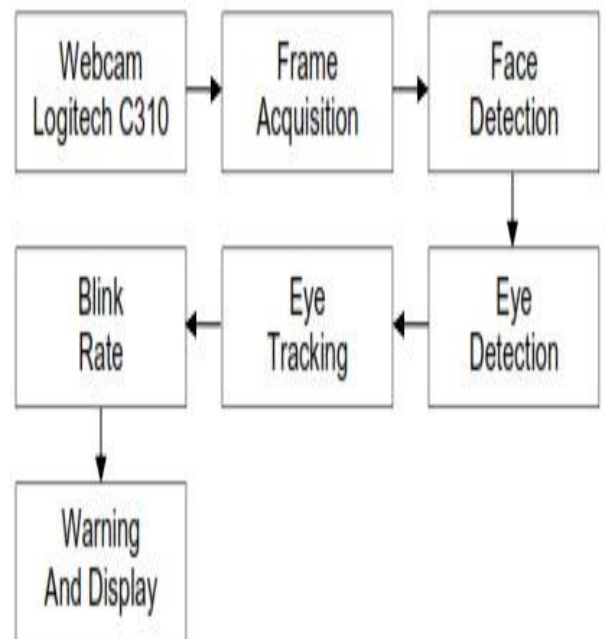 Webcam
Logitech C310
Frame
Acquisition
Face
Detection
Eye
Detection
Eye
Tracking
Blink
Rate
Warning
And Display